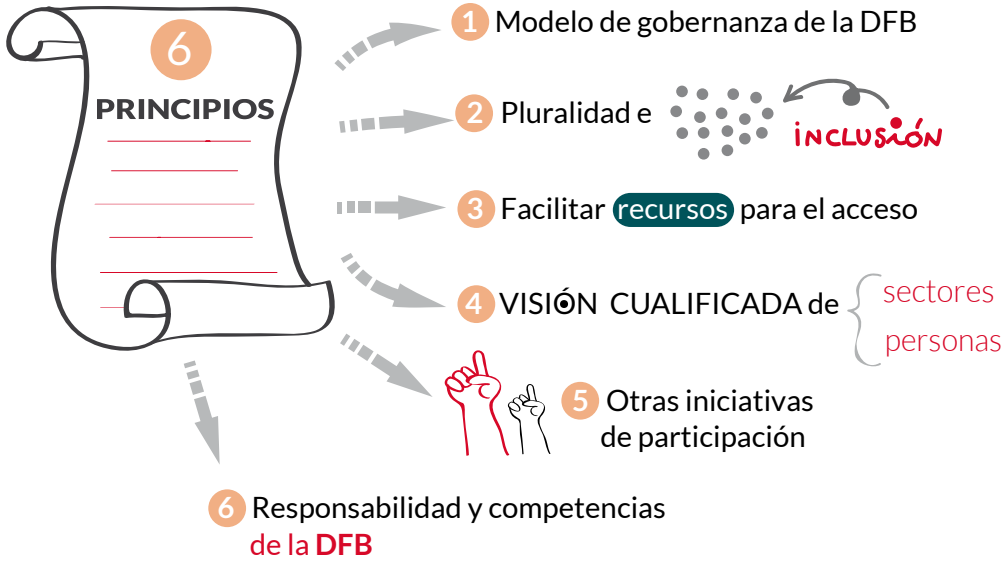 6
PRINCIPIOS
1 Modelo de gobernanza de la DFB
2 Pluralidad e inclusión
3 Facilitar recursos para el acceso
4 VISIÓN CUALIFICADA de
sectores
personas
5 Otras iniciativas
de participación
6 Responsabilidad y competencias
de la DFB